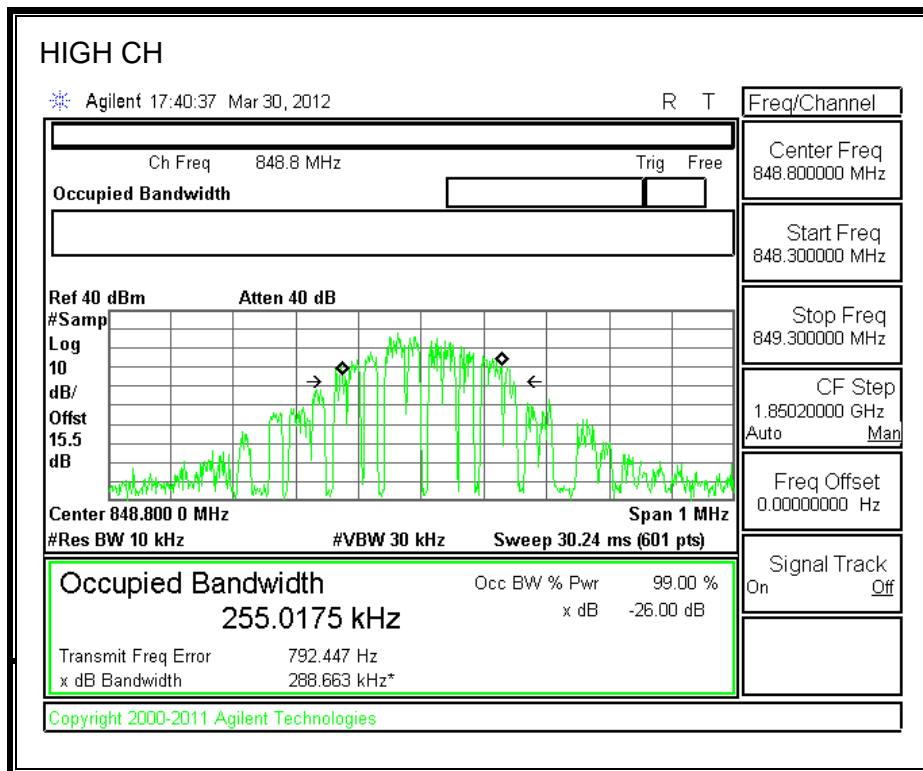 HIGH CH
Agilent 17:40:37 Mar 30, 2012 R T
Freq/Channel
Ch Freq 848.8 MHz Trig Free
Occupied Bandwidth
Center Freq
848.800000 MHz
Start Freq
848.300000 MHz
Stop Freq
849.300000 MHz
CF Step
1.85020000 GHz
Auto Man
Freq Offset
0.00000000 Hz
Signal Track
On Off
Ref 40 dBm Atten 40 dB
#Samp
Log
10
dB/
Offst
15.5
dB
Center 848.800 0 MHz Span 1 MHz
#Res BW 10 kHz #VBW 30 kHz Sweep 30.24 ms (601 pts)
Occupied Bandwidth Occ BW % Pwr 99.00 %
255.0175 kHz x dB -26.00 dB
Transmit Freq Error 792.447 Hz
x dB Bandwidth 288.663 kHz*
Copyright 2000-2011 Agilent Technologies